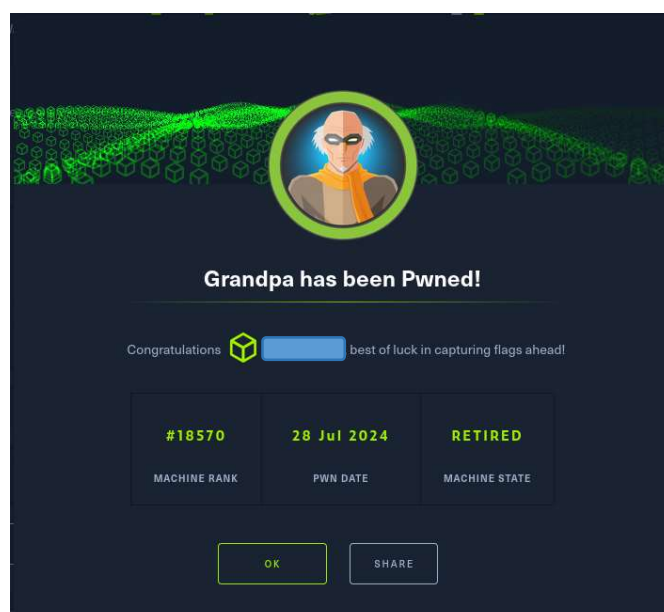 Grandpa has been Pwned!
Congratulations best of luck in capturing flags ahead!
#18570 28 Jul 2024 RETIRED
MACHINE RANK PWN DATE MACHINE STATE
OK SHARE